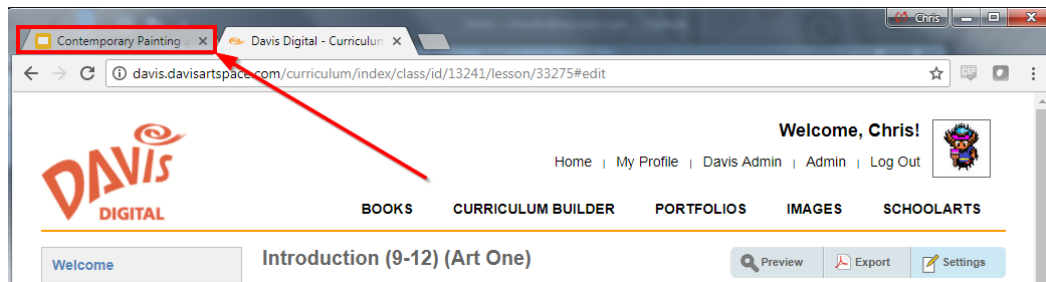 Chris
Contemporary Painting
Davis Digital - Curriculun
davis.davisartspace.com/curriculum/index/class/id/13241/lesson/33275#edit
Welcome, Chris!
Home | My Profile | Davis Admin | Admin | Log Out
DAVIS
DIGITAL
BOOKS CURRICULUM BUILDER PORTFOLIOS IMAGES SCHOOLARTS
Welcome
Introduction (9-12) (Art One)
Preview Export Settings